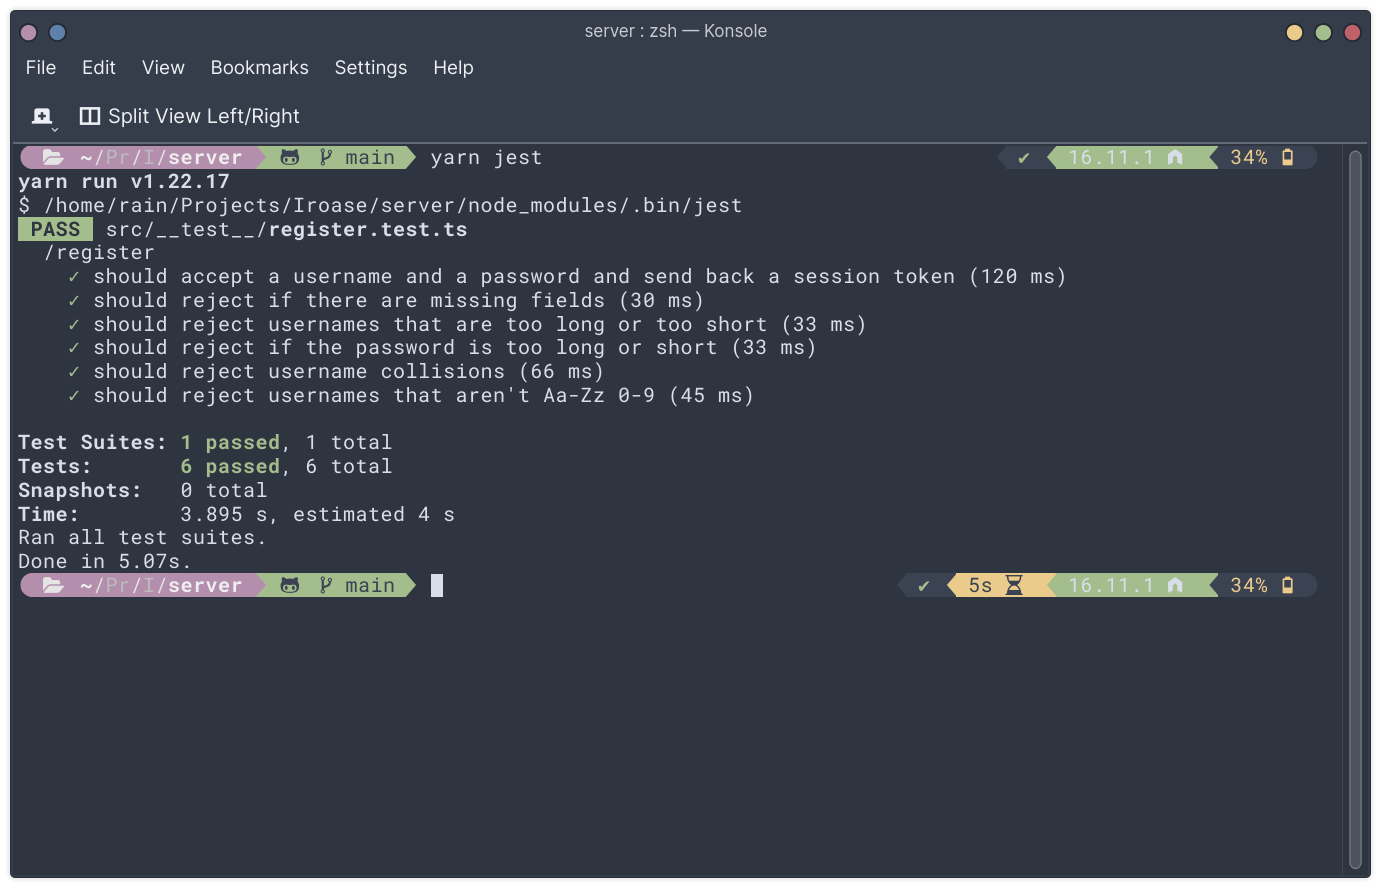 server : zsh — Konsole
File Edit View Bookmarks Settings Help
Split View Left/Right
~/Pr/I/server main yarn jest ✔ 16.11.1 34%
yarn run v1.22.17
$ /home/rain/Projects/Iroase/server/node_modules/.bin/jest
PASS src/__test__/register.test.ts
/register
✓ should accept a username and a password and send back a session token (120 ms)
✓ should reject if there are missing fields (30 ms)
✓ should reject usernames that are too long or too short (33 ms)
✓ should reject if the password is too long or short (33 ms)
✓ should reject username collisions (66 ms)
✓ should reject usernames that aren't Aa-Zz 0-9 (45 ms)
Test Suites: 1 passed, 1 total
Tests: 6 passed, 6 total
Snapshots: 0 total
Time: 3.895 s, estimated 4 s
Ran all test suites.
Done in 5.07s.
~/Pr/I/server main ✔ 5s 16.11.1 34%